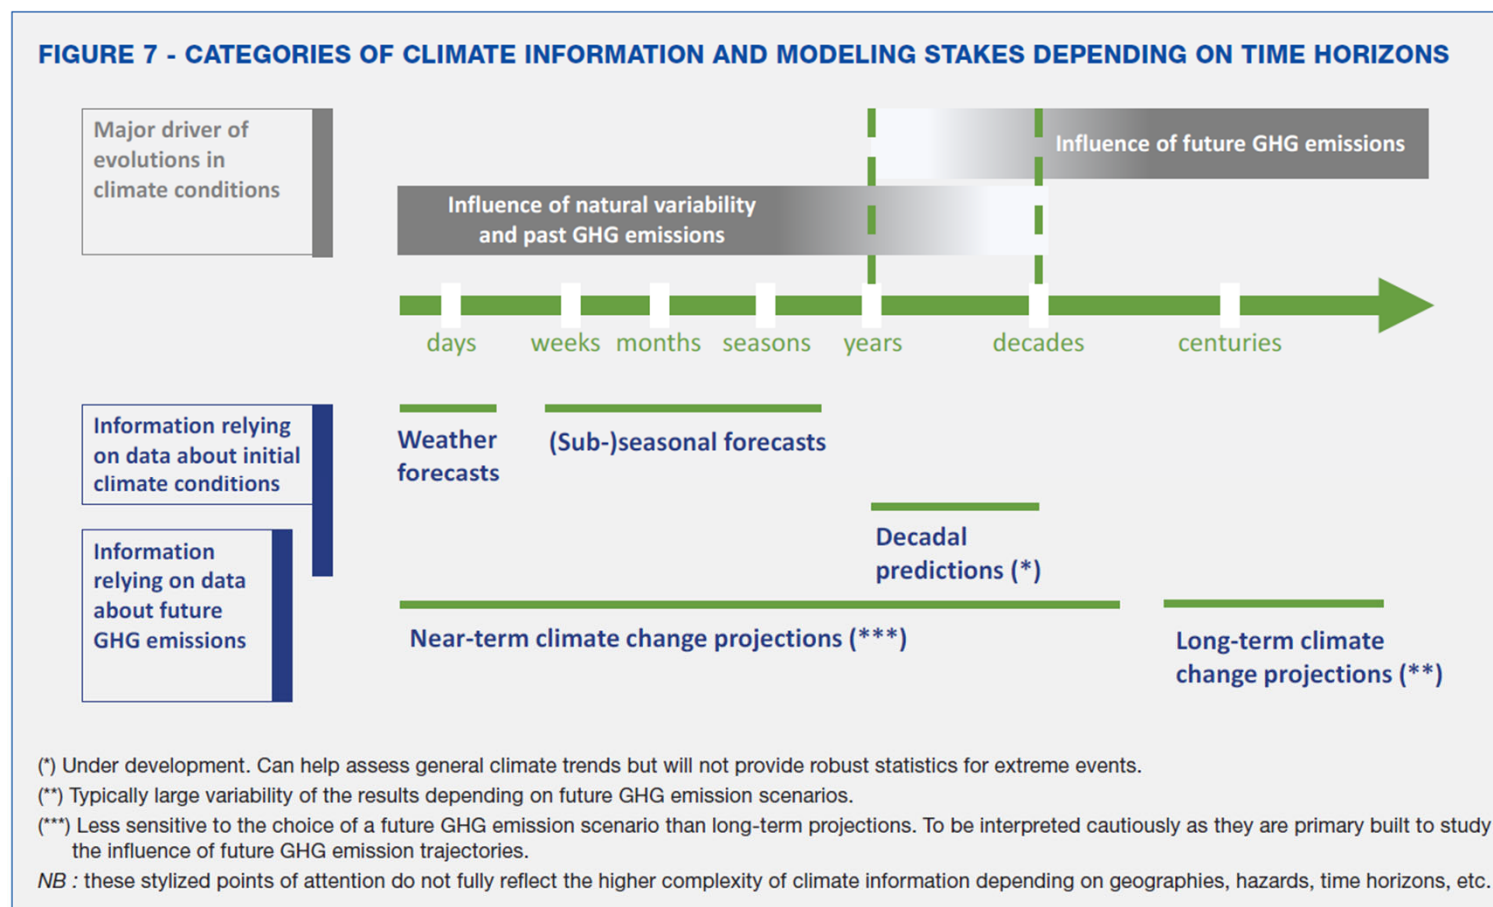 FIGURE 7 - CATEGORIES OF CLIMATE INFORMATION AND MODELING STAKES DEPENDING ON TIME HORIZONS
Major driver of
evolutions in
climate conditions
Influence of future GHG emissions
Influence of natural variability
and past GHG emissions
days weeks months seasons years decades centuries
Information relying
on data about initial
climate conditions
Weather
forecasts
(Sub-)seasonal forecasts
Decadal
predictions (*)
Information
relying on data
about future
GHG emissions
Near-term climate change projections (***)
Long-term climate
change projections (**)
(*) Under development. Can help assess general climate trends but will not provide robust statistics for extreme events.
(**) Typically large variability of the results depending on future GHG emission scenarios.
(***) Less sensitive to the choice of a future GHG emission scenario than long-term projections. To be interpreted cautiously as they are primary built to study
the influence of future GHG emission trajectories.
NB : these stylized points of attention do not fully reflect the higher complexity of climate information depending on geographies, hazards, time horizons, etc.